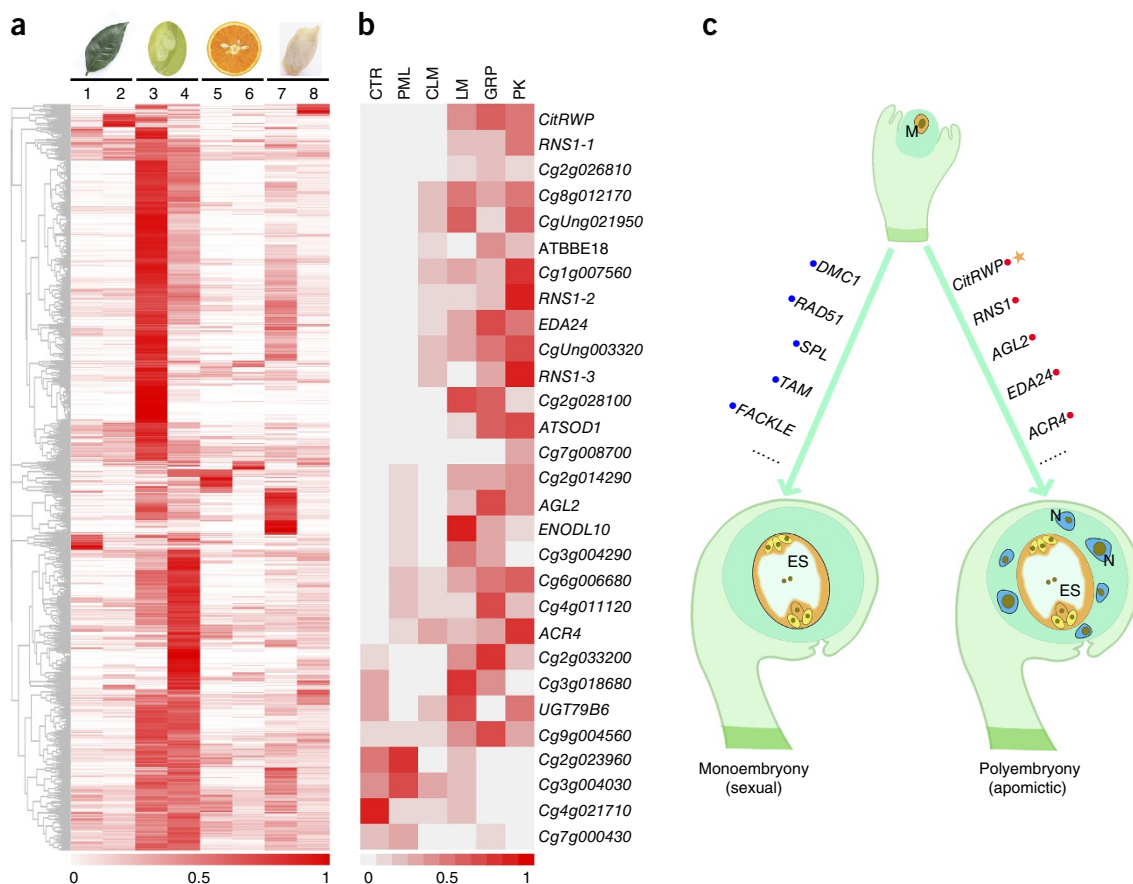 a
1 2 3 4 5 6 7 8
0 0.5 1
b
CTR PML CLM LM GRP PK
CitRWP
RNS1-1
Cg2g026810
Cg8g012170
CgUng021950
ATBBE18
Cg1g007560
RNS1-2
EDA24
CgUng003320
RNS1-3
Cg2g028100
ATSOD1
Cg7g008700
Cg2g014290
AGL2
ENODL10
Cg3g004290
Cg6g006680
Cg4g011120
ACR4
Cg2g033200
Cg3g018680
UGT79B6
Cg9g004560
Cg2g023960
Cg3g004030
Cg4g021710
Cg7g000430
0 0.5 1
c
M
DMC1
RAD51
SPL
TAM
FACKLE
......
CitRWP
RNS1
AGL2
EDA24
ACR4
......
ES
N
N
ES
Monoembryony
(sexual)
Polyembryony
(apomictic)